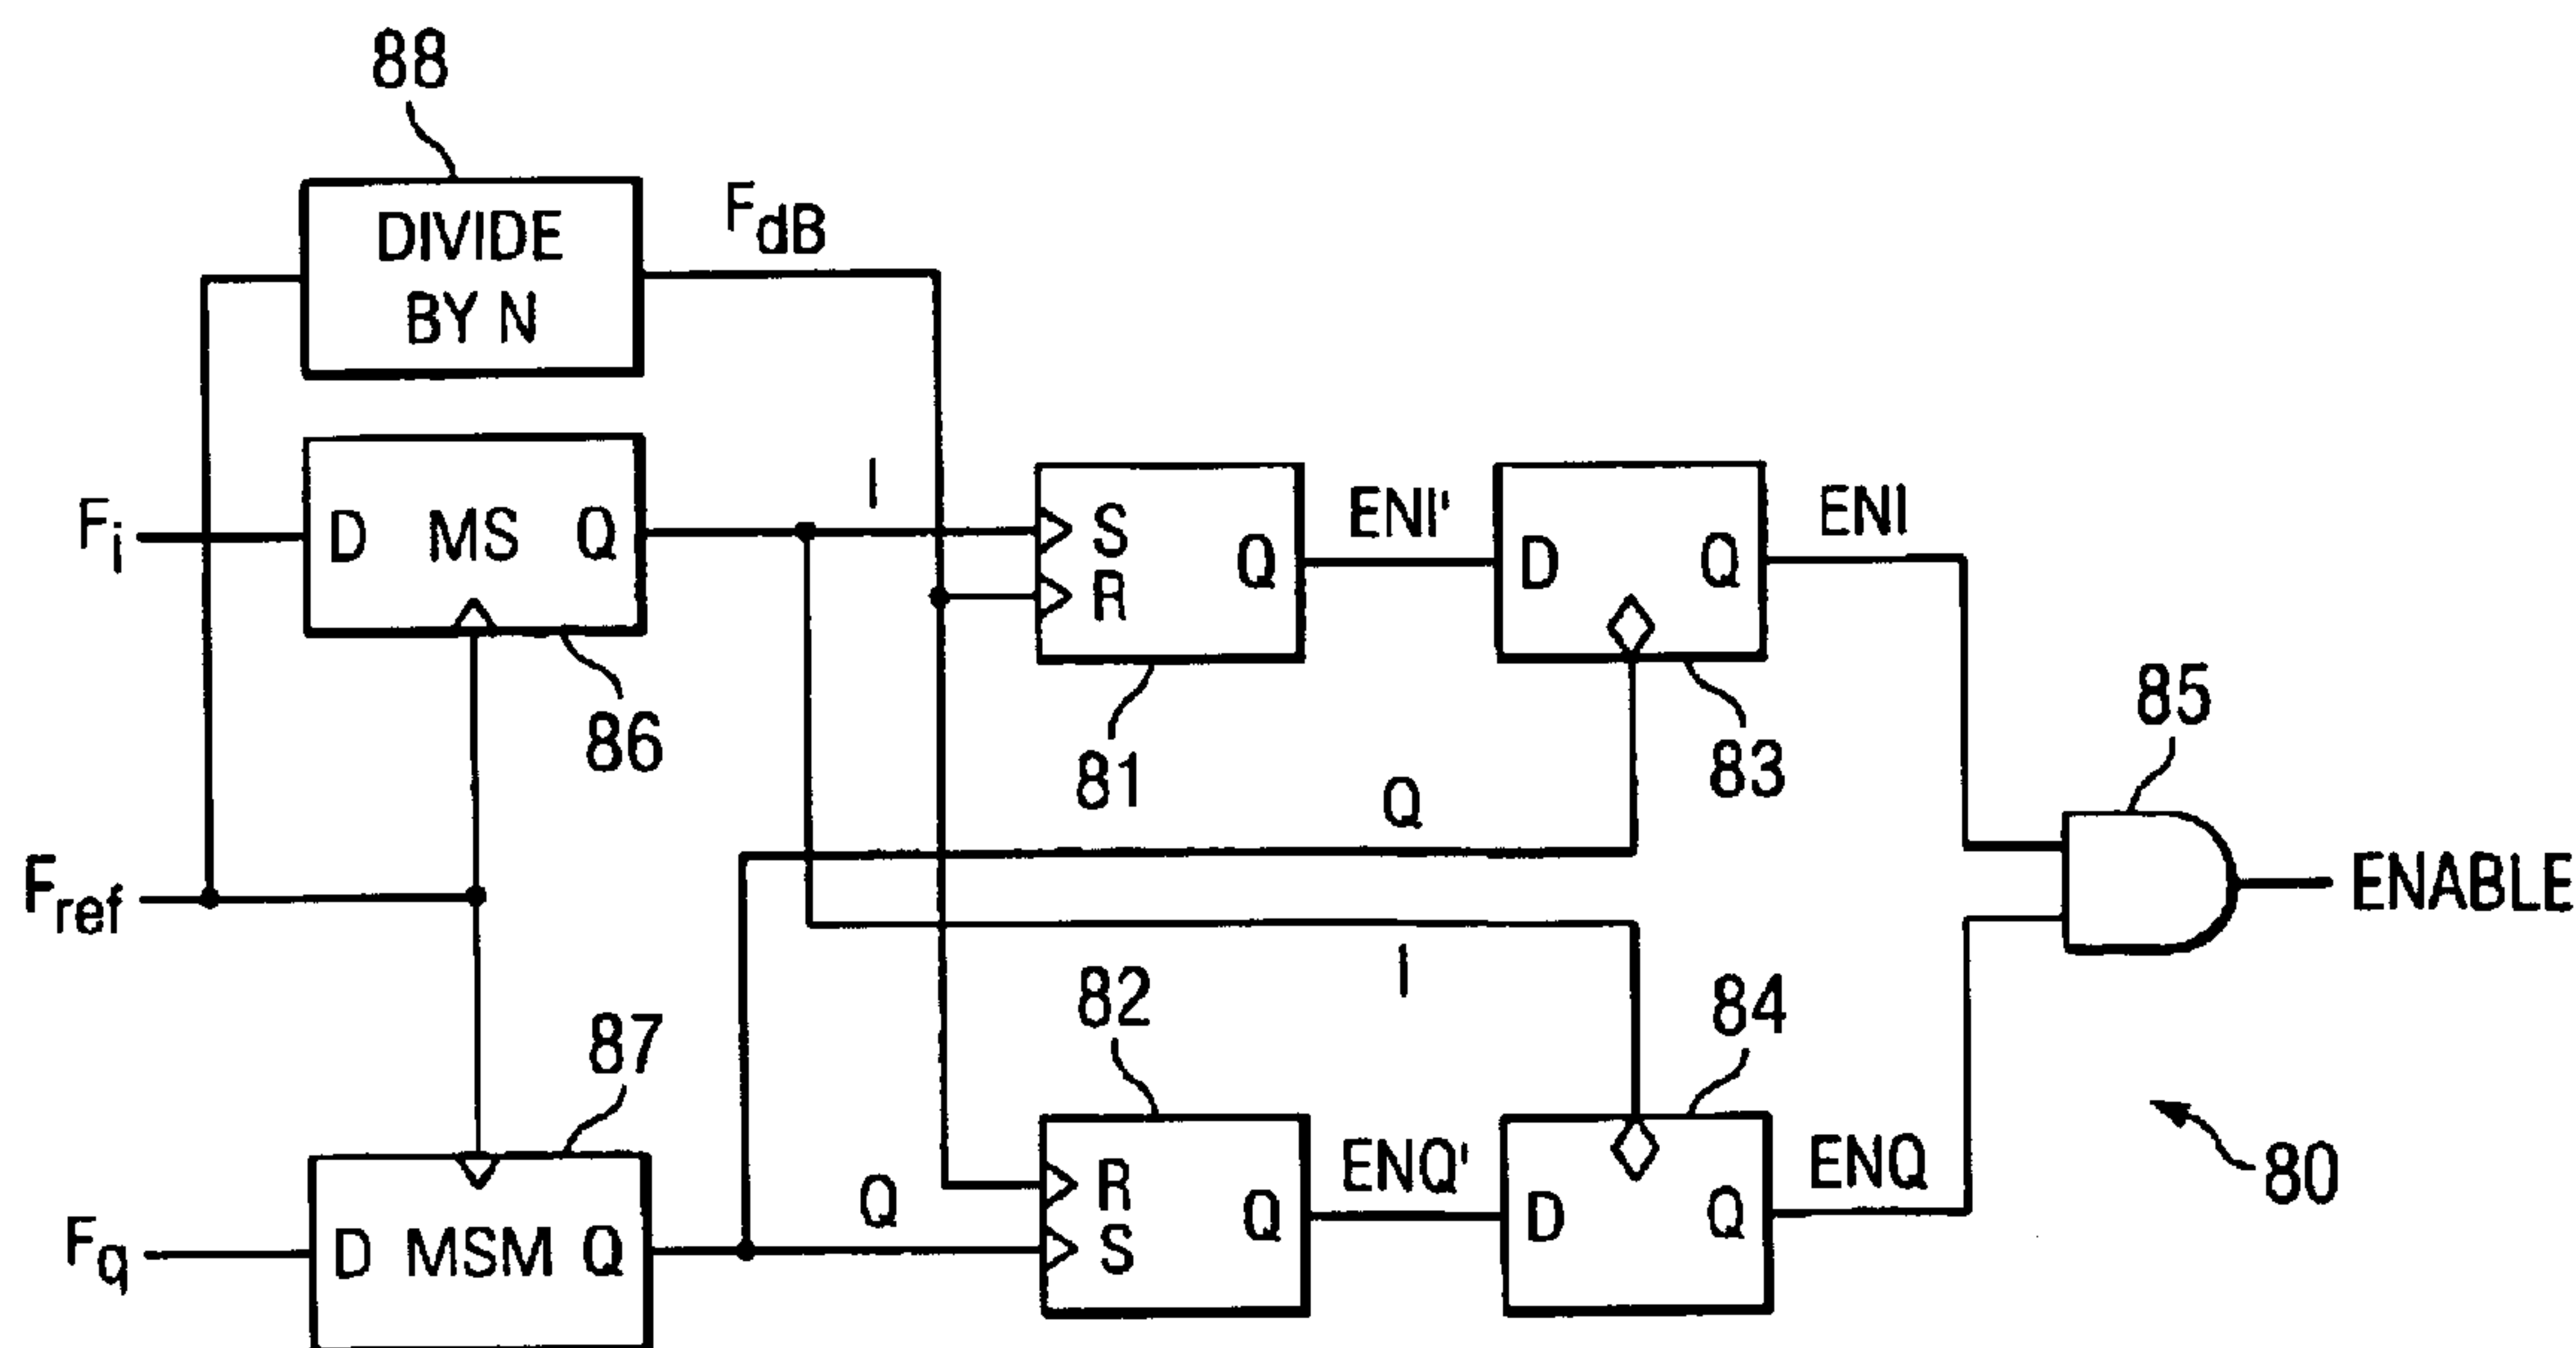 88
DIVIDE
BY N
FdB
Fi
D MS Q
I
S
R
Q
ENI'
D
Q
ENI
86
81
83
85
Q
Fref
ENABLE
I
82
84
87
R
S
Q
ENQ'
D
Q
ENQ
80
Fq
D MSM Q
Q